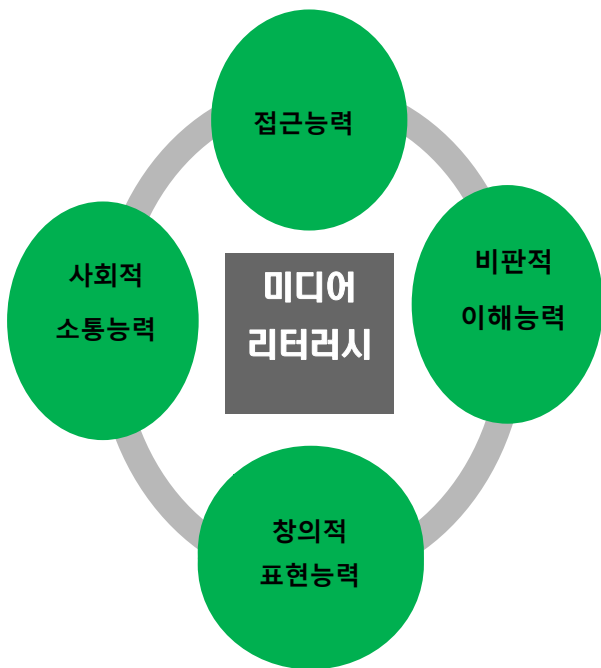 접근능력
사회적
소통능력
미디어
리터러시
비판적
이해능력
창의적
표현능력